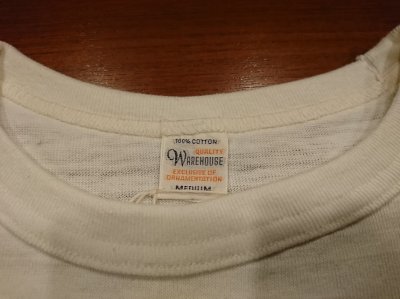 100% COTTON
QUALITY
WAREHOUSE
EXCLUSIVE OF
ORNAMENTATION
MEDIUM